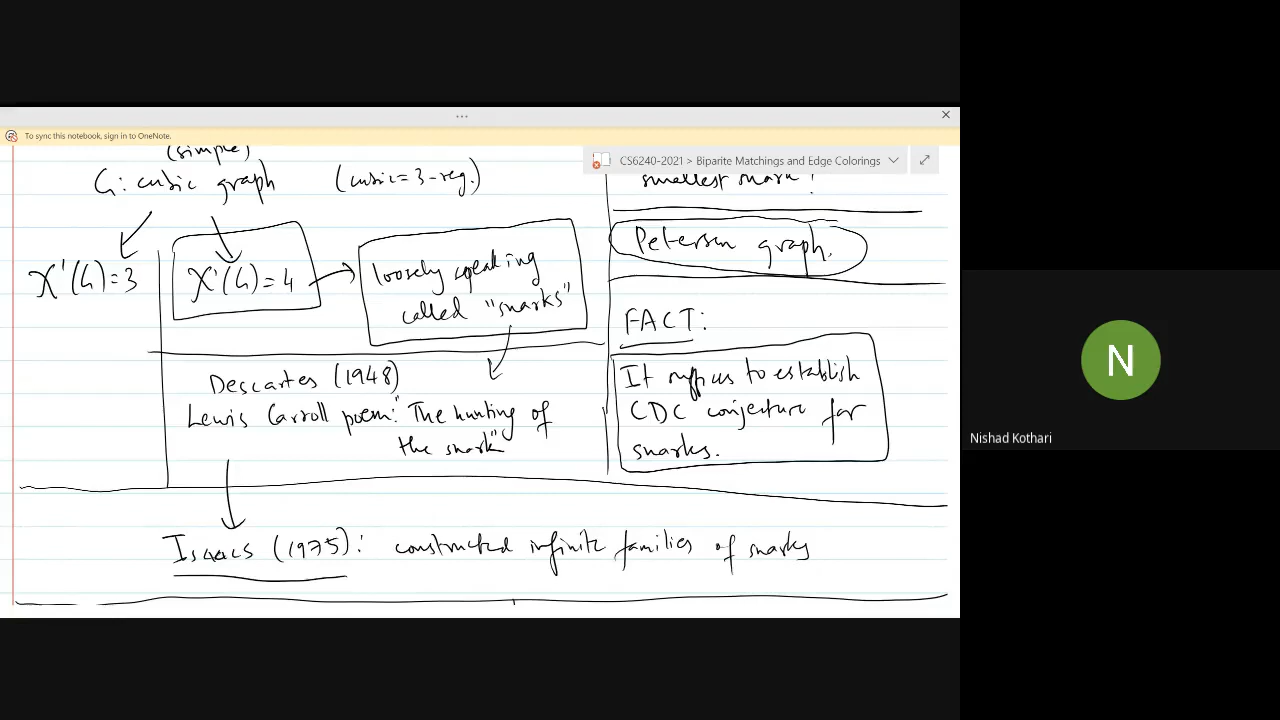 To sync this notebook, sign in to OneNote.
CS6240-2021 > Biparite Matchings and Edge Colorings
(simple)
G: cubic graph (cubic = 3-reg.)
χ'(G)=3
χ'(G)=4
loosely speaking
called "snarks"
Descartes (1948)
Lewis Carroll poem: "The hunting of
the snark"
Isaacs (1975): constructed infinite families of snarks
smallest snark?
Petersen graph.
FACT:
It suffices to establish
CDC conjecture for
snarks.
N
Nishad Kothari